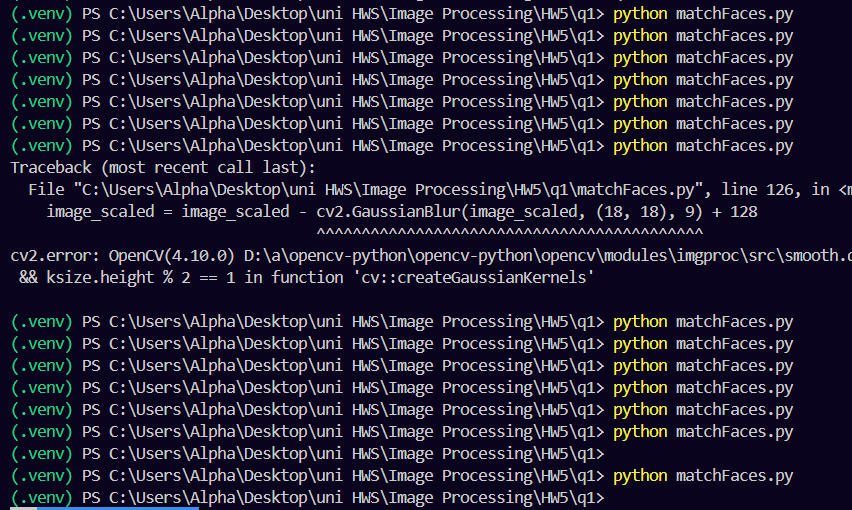 (.venv) PS C:\Users\Alpha\Desktop\uni HWS\Image Processing\HW5\q1> python matchFaces.py
(.venv) PS C:\Users\Alpha\Desktop\uni HWS\Image Processing\HW5\q1> python matchFaces.py
(.venv) PS C:\Users\Alpha\Desktop\uni HWS\Image Processing\HW5\q1> python matchFaces.py
(.venv) PS C:\Users\Alpha\Desktop\uni HWS\Image Processing\HW5\q1> python matchFaces.py
(.venv) PS C:\Users\Alpha\Desktop\uni HWS\Image Processing\HW5\q1> python matchFaces.py
(.venv) PS C:\Users\Alpha\Desktop\uni HWS\Image Processing\HW5\q1> python matchFaces.py
(.venv) PS C:\Users\Alpha\Desktop\uni HWS\Image Processing\HW5\q1> python matchFaces.py
Traceback (most recent call last):
  File "C:\Users\Alpha\Desktop\uni HWS\Image Processing\HW5\q1\matchFaces.py", line 126, in <m
    image_scaled = image_scaled - cv2.GaussianBlur(image_scaled, (18, 18), 9) + 128
                                  ^^^^^^^^^^^^^^^^^^^^^^^^^^^^^^^^^^^^^^^^^^^
cv2.error: OpenCV(4.10.0) D:\a\opencv-python\opencv-python\opencv\modules\imgproc\src\smooth.d
 && ksize.height % 2 == 1 in function 'cv::createGaussianKernels'
(.venv) PS C:\Users\Alpha\Desktop\uni HWS\Image Processing\HW5\q1> python matchFaces.py
(.venv) PS C:\Users\Alpha\Desktop\uni HWS\Image Processing\HW5\q1> python matchFaces.py
(.venv) PS C:\Users\Alpha\Desktop\uni HWS\Image Processing\HW5\q1> python matchFaces.py
(.venv) PS C:\Users\Alpha\Desktop\uni HWS\Image Processing\HW5\q1> python matchFaces.py
(.venv) PS C:\Users\Alpha\Desktop\uni HWS\Image Processing\HW5\q1> python matchFaces.py
(.venv) PS C:\Users\Alpha\Desktop\uni HWS\Image Processing\HW5\q1> python matchFaces.py
(.venv) PS C:\Users\Alpha\Desktop\uni HWS\Image Processing\HW5\q1>
(.venv) PS C:\Users\Alpha\Desktop\uni HWS\Image Processing\HW5\q1> python matchFaces.py
(.venv) PS C:\Users\Alpha\Desktop\uni HWS\Image Processing\HW5\q1>